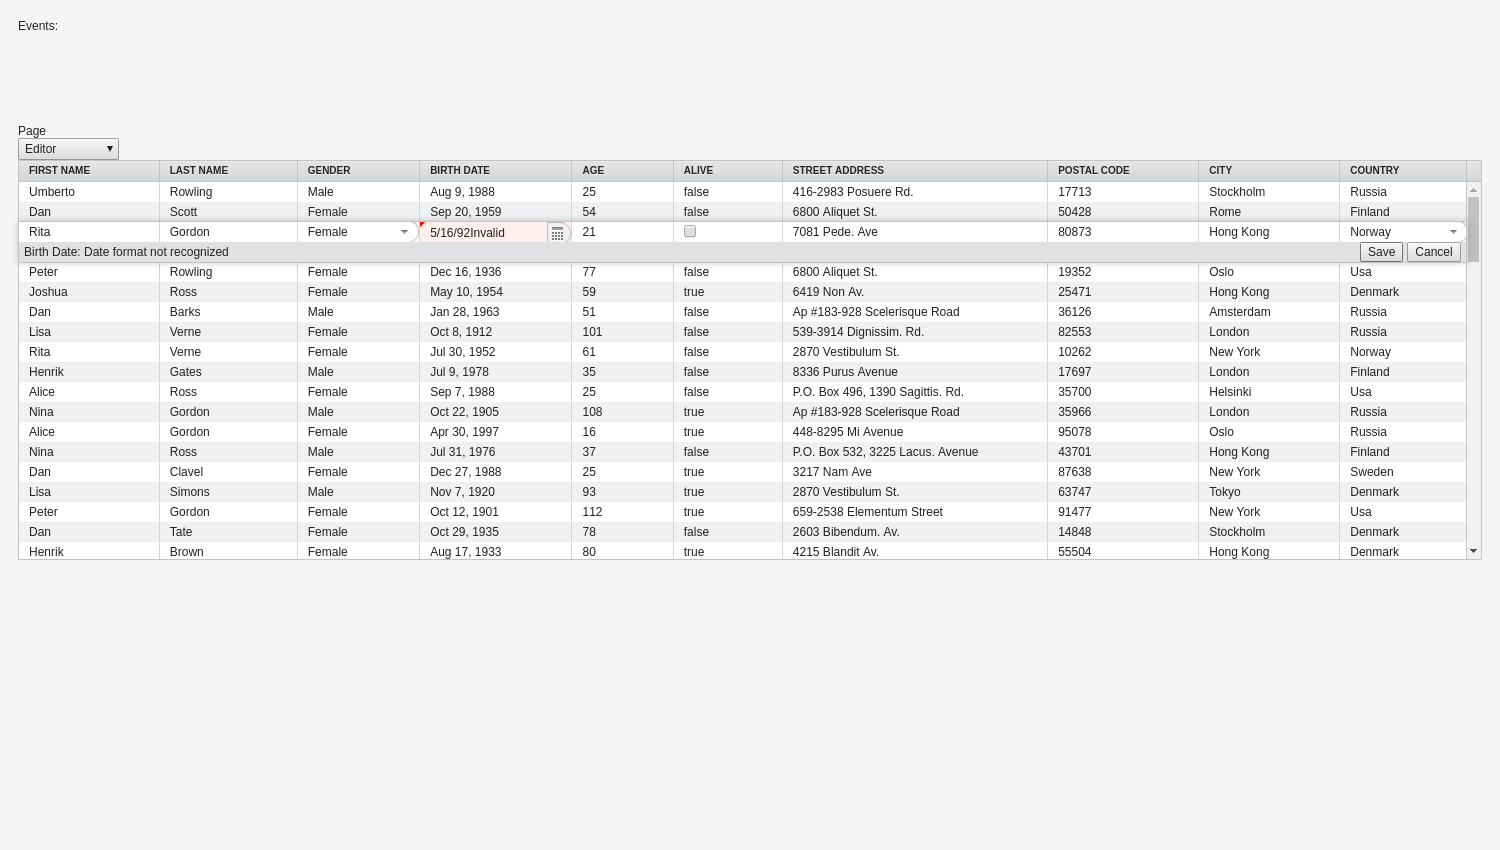 Events:
Page
Editor
FIRST NAME LAST NAME GENDER BIRTH DATE AGE ALIVE STREET ADDRESS POSTAL CODE CITY COUNTRY
Umberto Rowling Male Aug 9, 1988 25 false 416-2983 Posuere Rd. 17713 Stockholm Russia
Dan Scott Female Sep 20, 1959 54 false 6800 Aliquet St. 50428 Rome Finland
Rita Gordon Female 5/16/92Invalid 21 7081 Pede. Ave 80873 Hong Kong Norway
Birth Date: Date format not recognized Save Cancel
Peter Rowling Female Dec 16, 1936 77 false 6800 Aliquet St. 19352 Oslo Usa
Joshua Ross Female May 10, 1954 59 true 6419 Non Av. 25471 Hong Kong Denmark
Dan Barks Male Jan 28, 1963 51 false Ap #183-928 Scelerisque Road 36126 Amsterdam Russia
Lisa Verne Female Oct 8, 1912 101 false 539-3914 Dignissim. Rd. 82553 London Russia
Rita Verne Female Jul 30, 1952 61 false 2870 Vestibulum St. 10262 New York Norway
Henrik Gates Male Jul 9, 1978 35 false 8336 Purus Avenue 17697 London Finland
Alice Ross Female Sep 7, 1988 25 false P.O. Box 496, 1390 Sagittis. Rd. 35700 Helsinki Usa
Nina Gordon Male Oct 22, 1905 108 true Ap #183-928 Scelerisque Road 35966 London Russia
Alice Gordon Female Apr 30, 1997 16 true 448-8295 Mi Avenue 95078 Oslo Russia
Nina Ross Male Jul 31, 1976 37 false P.O. Box 532, 3225 Lacus. Avenue 43701 Hong Kong Finland
Dan Clavel Female Dec 27, 1988 25 true 3217 Nam Ave 87638 New York Sweden
Lisa Simons Male Nov 7, 1920 93 true 2870 Vestibulum St. 63747 Tokyo Denmark
Peter Gordon Female Oct 12, 1901 112 true 659-2538 Elementum Street 91477 New York Usa
Dan Tate Female Oct 29, 1935 78 false 2603 Bibendum. Av. 14848 Stockholm Denmark
Henrik Brown Female Aug 17, 1933 80 true 4215 Blandit Av. 55504 Hong Kong Denmark